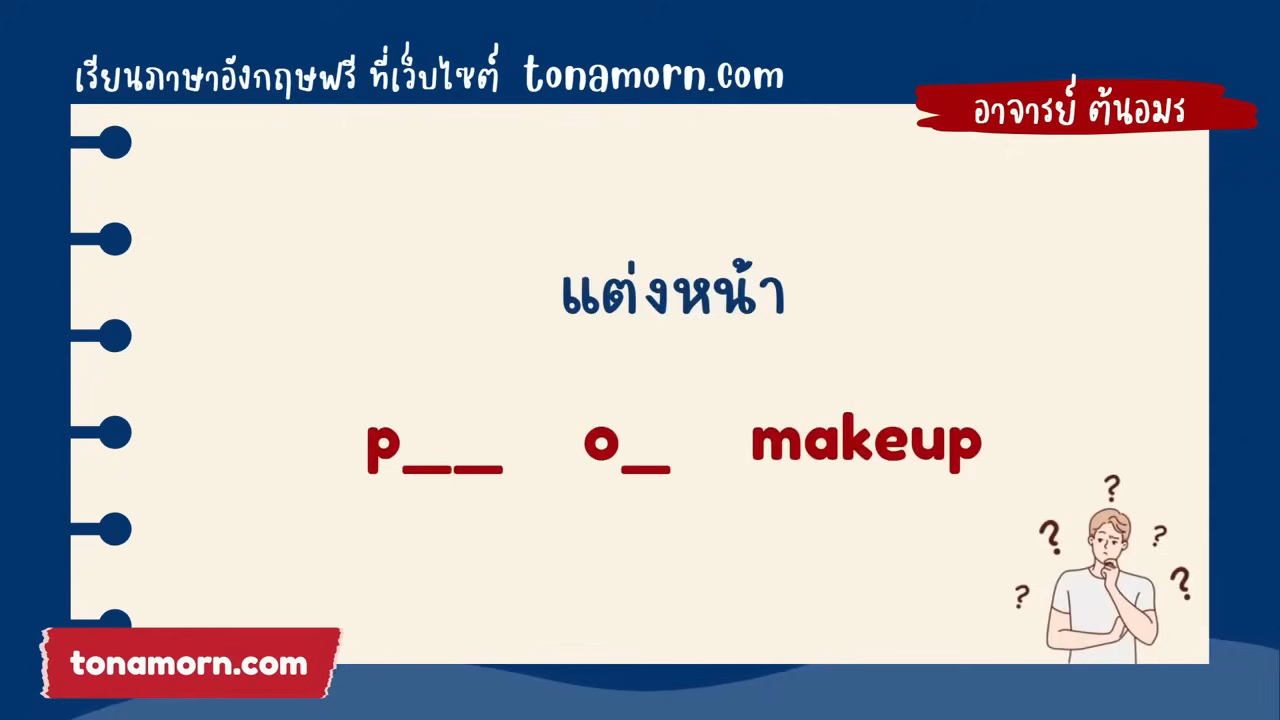 เรียนภาษาอังกฤษฟรี ที่เว็บไซต์ tonamorn.com
อาจารย์ ต้นอมร
แต่งหน้า
p__ o_ makeup
? ? ? ? ?
tonamorn.com